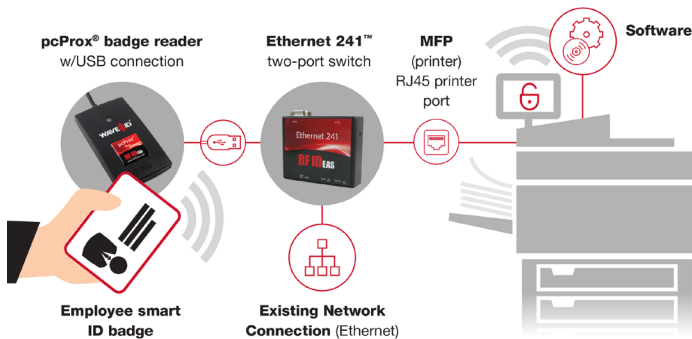 pcProx® badge reader
w/USB connection
Ethernet 241™
two-port switch
MFP
(printer)
RJ45 printer
port
Software
WAVE ID
pcProx
Ethernet 241
RF IDEAS
Employee smart
ID badge
Existing Network
Connection (Ethernet)